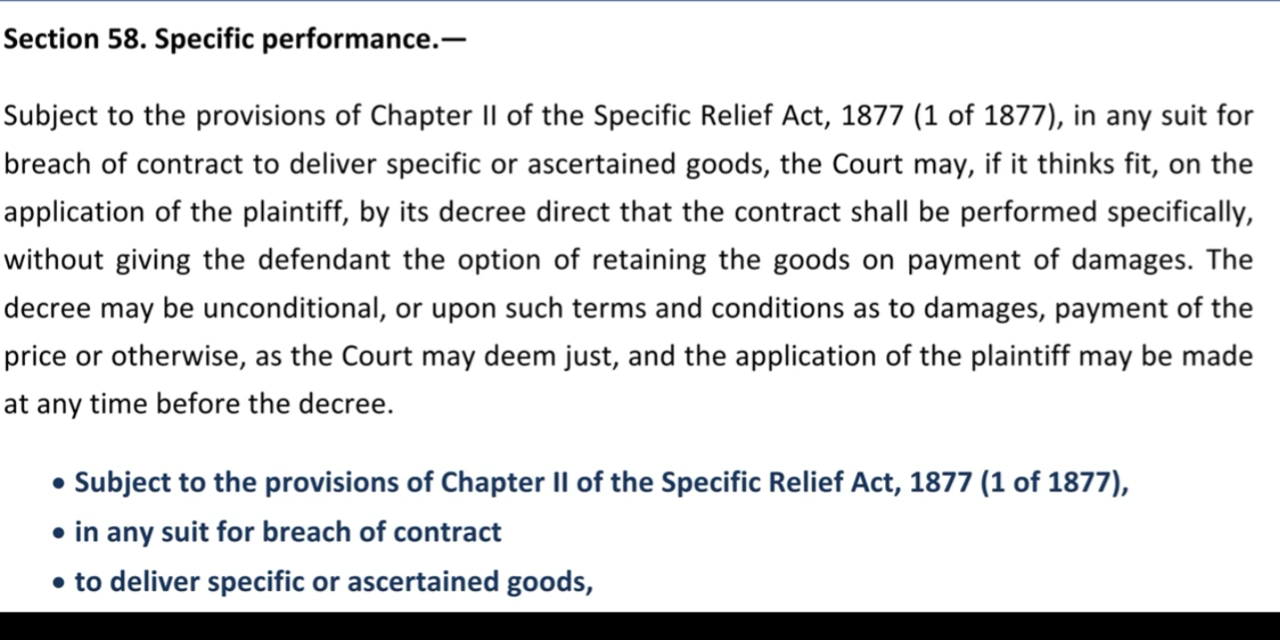 Section 58. Specific performance.—
Subject to the provisions of Chapter II of the Specific Relief Act, 1877 (1 of 1877), in any suit for
breach of contract to deliver specific or ascertained goods, the Court may, if it thinks fit, on the
application of the plaintiff, by its decree direct that the contract shall be performed specifically,
without giving the defendant the option of retaining the goods on payment of damages. The
decree may be unconditional, or upon such terms and conditions as to damages, payment of the
price or otherwise, as the Court may deem just, and the application of the plaintiff may be made
at any time before the decree.
• Subject to the provisions of Chapter II of the Specific Relief Act, 1877 (1 of 1877),
• in any suit for breach of contract
• to deliver specific or ascertained goods,